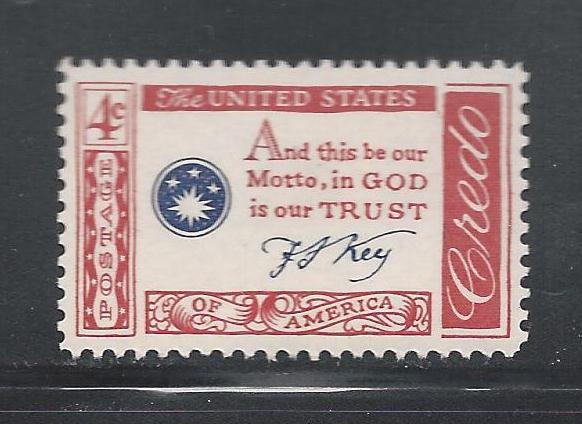 The UNITED STATES
4c
POSTAGE
And this be our
Motto, in GOD
is our TRUST
F S Key
OF AMERICA
Credo